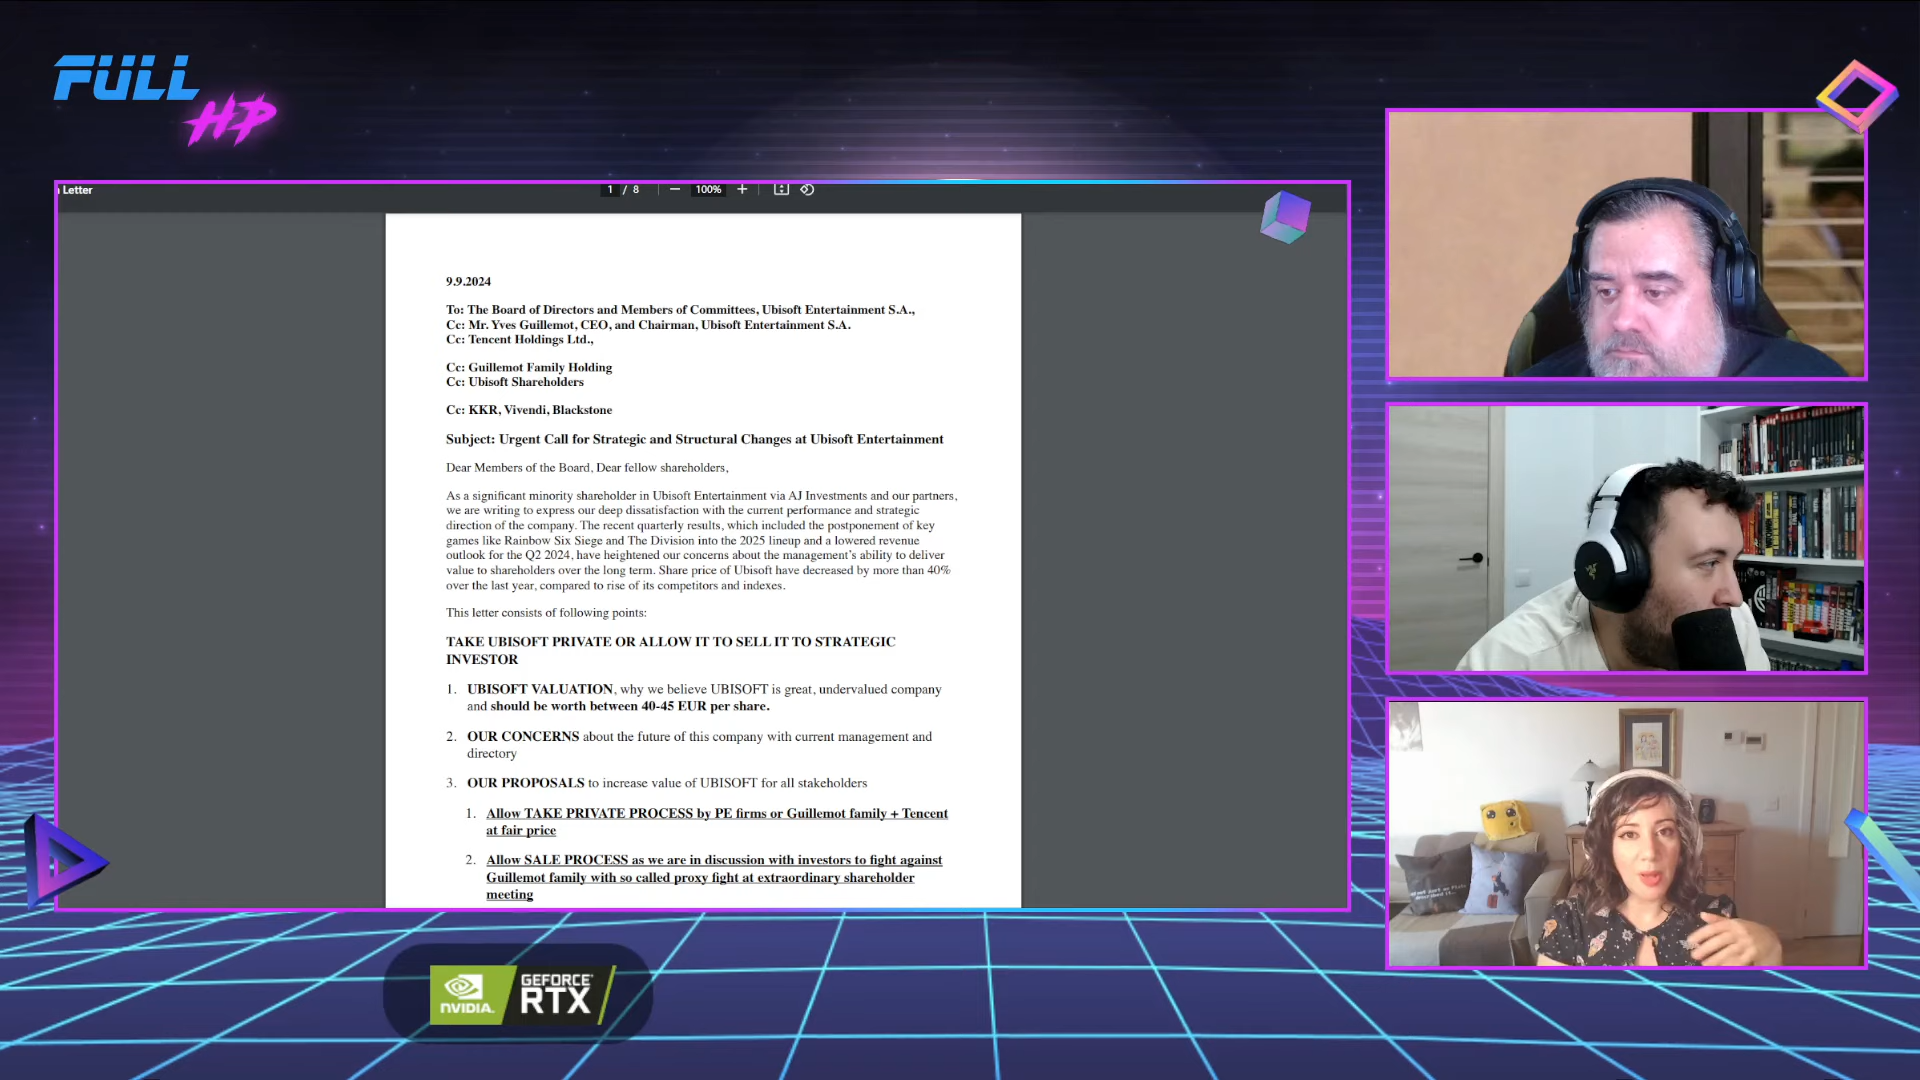 FULL
HP
Letter
1 / 8 — 100% +
9.9.2024
To: The Board of Directors and Members of Committees, Ubisoft Entertainment S.A.,
Cc: Mr. Yves Guillemot, CEO, and Chairman, Ubisoft Entertainment S.A.
Cc: Tencent Holdings Ltd.,
Cc: Guillemot Family Holding
Cc: Ubisoft Shareholders
Cc: KKR, Vivendi, Blackstone
Subject: Urgent Call for Strategic and Structural Changes at Ubisoft Entertainment
Dear Members of the Board, Dear fellow shareholders,
As a significant minority shareholder in Ubisoft Entertainment via AJ Investments and our partners,
we are writing to express our deep dissatisfaction with the current performance and strategic
direction of the company. The recent quarterly results, which included the postponement of key
games like Rainbow Six Siege and The Division into the 2025 lineup and a lowered revenue
outlook for the Q2 2024, have heightened our concerns about the management's ability to deliver
value to shareholders over the long term. Share price of Ubisoft have decreased by more than 40%
over the last year, compared to rise of its competitors and indexes.
This letter consists of following points:
TAKE UBISOFT PRIVATE OR ALLOW IT TO SELL IT TO STRATEGIC
INVESTOR
1. UBISOFT VALUATION, why we believe UBISOFT is great, undervalued company
and should be worth between 40-45 EUR per share.
2. OUR CONCERNS about the future of this company with current management and
directory
3. OUR PROPOSALS to increase value of UBISOFT for all stakeholders
1. Allow TAKE PRIVATE PROCESS by PE firms or Guillemot family + Tencent
at fair price
2. Allow SALE PROCESS as we are in discussion with investors to fight against
Guillemot family with so called proxy fight at extraordinary shareholder
meeting
NVIDIA.
GEFORCE
RTX